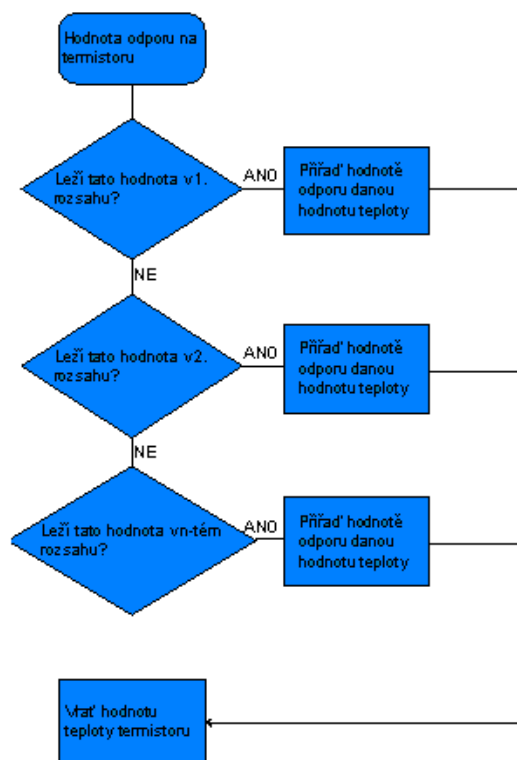 Hodnota odporu na
termistoru
Leží tato hodnota v 1.
rozsahu?
ANO
Přiřaď hodnotě
odporu danou
hodnotu teploty
NE
Leží tato hodnota v 2.
rozsahu?
ANO
Přiřaď hodnotě
odporu danou
hodnotu teploty
NE
Leží tato hodnota v n-tém
rozsahu?
ANO
Přiřaď hodnotě
odporu danou
hodnotu teploty
Vrať hodnotu
teploty termistoru